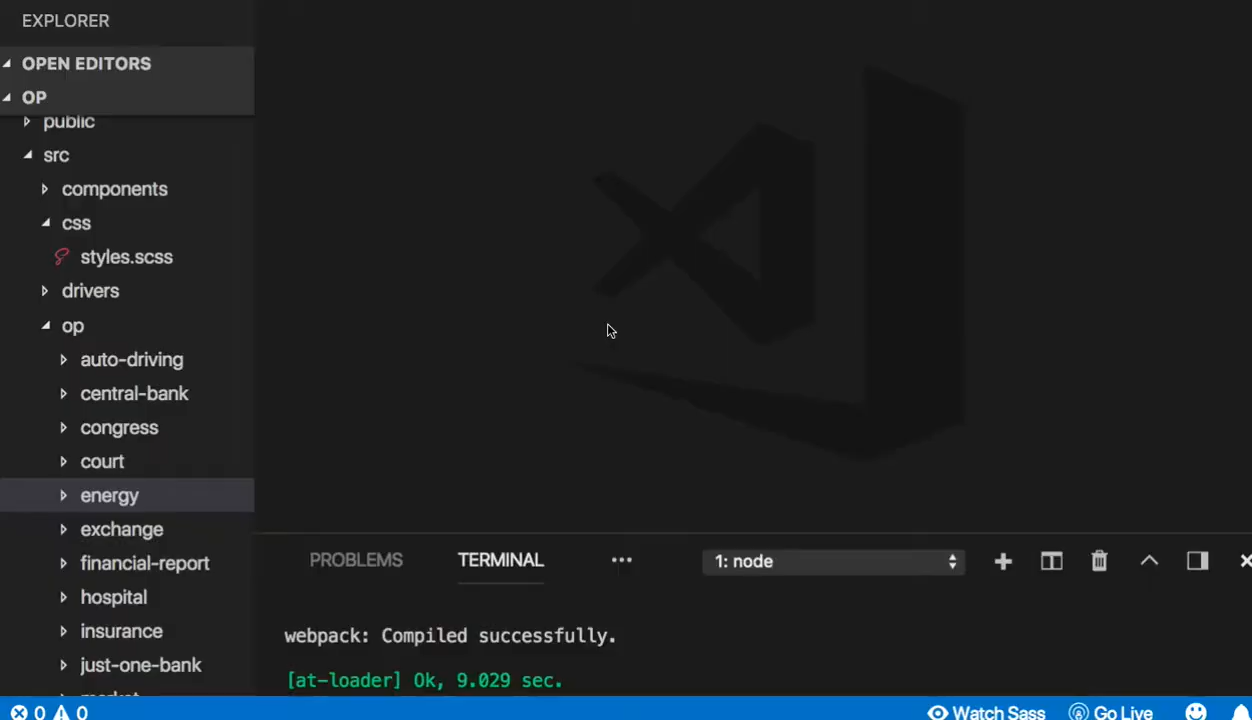 EXPLORER
OPEN EDITORS
OP
public
src
components
css
styles.scss
drivers
op
auto-driving
central-bank
congress
court
energy
exchange
financial-report
hospital
insurance
just-one-bank
market
PROBLEMS TERMINAL ... 1: node
webpack: Compiled successfully.
[at-loader] Ok, 9.029 sec.
0 0 Watch Sass Go Live